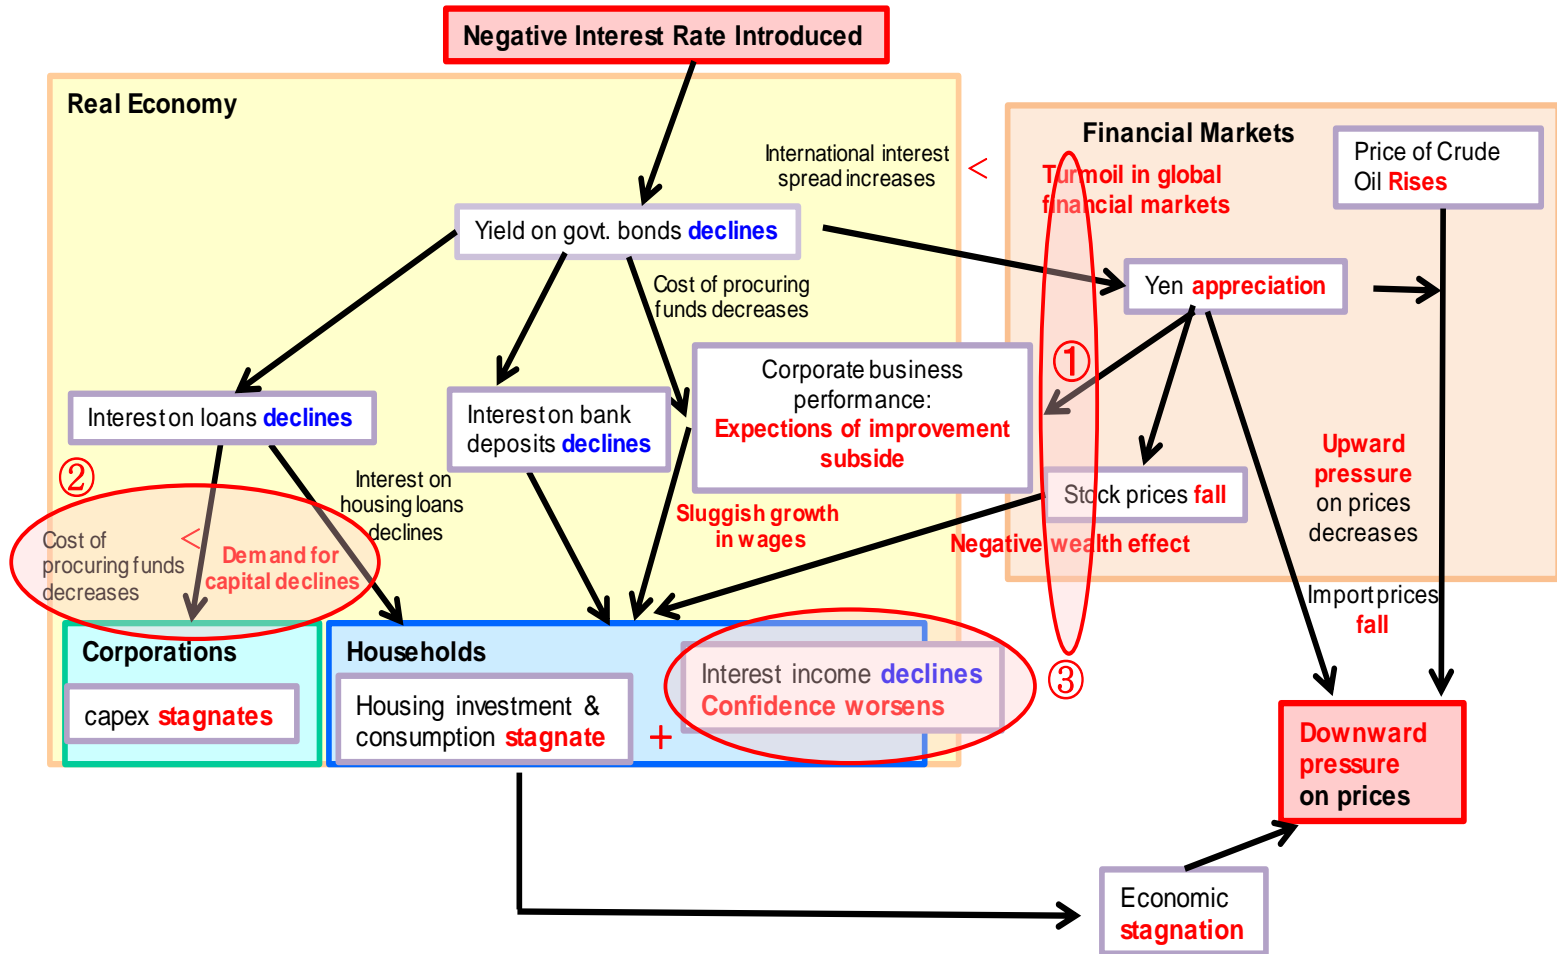 Negative Interest Rate Introduced
Real Economy
International interest
spread increases
<
Financial Markets
Turmoil in global
financial markets
Price of Crude
Oil Rises
Yield on govt. bonds declines
Cost of procuring
funds decreases
Yen appreciation
①
Corporate business
performance:
Expections of improvement
subside
Interest on loans declines
Interest on bank
deposits declines
Upward
pressure
on prices
decreases
②
Interest on
housing loans
declines
Stock prices fall
Sluggish growth
in wages
Negative wealth effect
Cost of
procuring funds
decreases
<
Demand for
capital declines
Import prices
fall
Corporations
capex stagnates
Households
Housing investment &
consumption stagnate
+
Interest income declines
Confidence worsens
③
Downward
pressure
on prices
Economic
stagnation